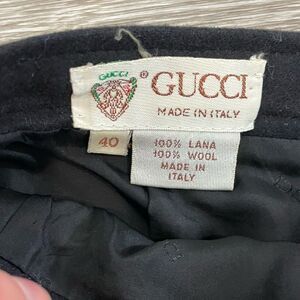 GUCCI
® GUCCI
MADE IN ITALY
40
100% LANA
100% WOOL
MADE IN
ITALY